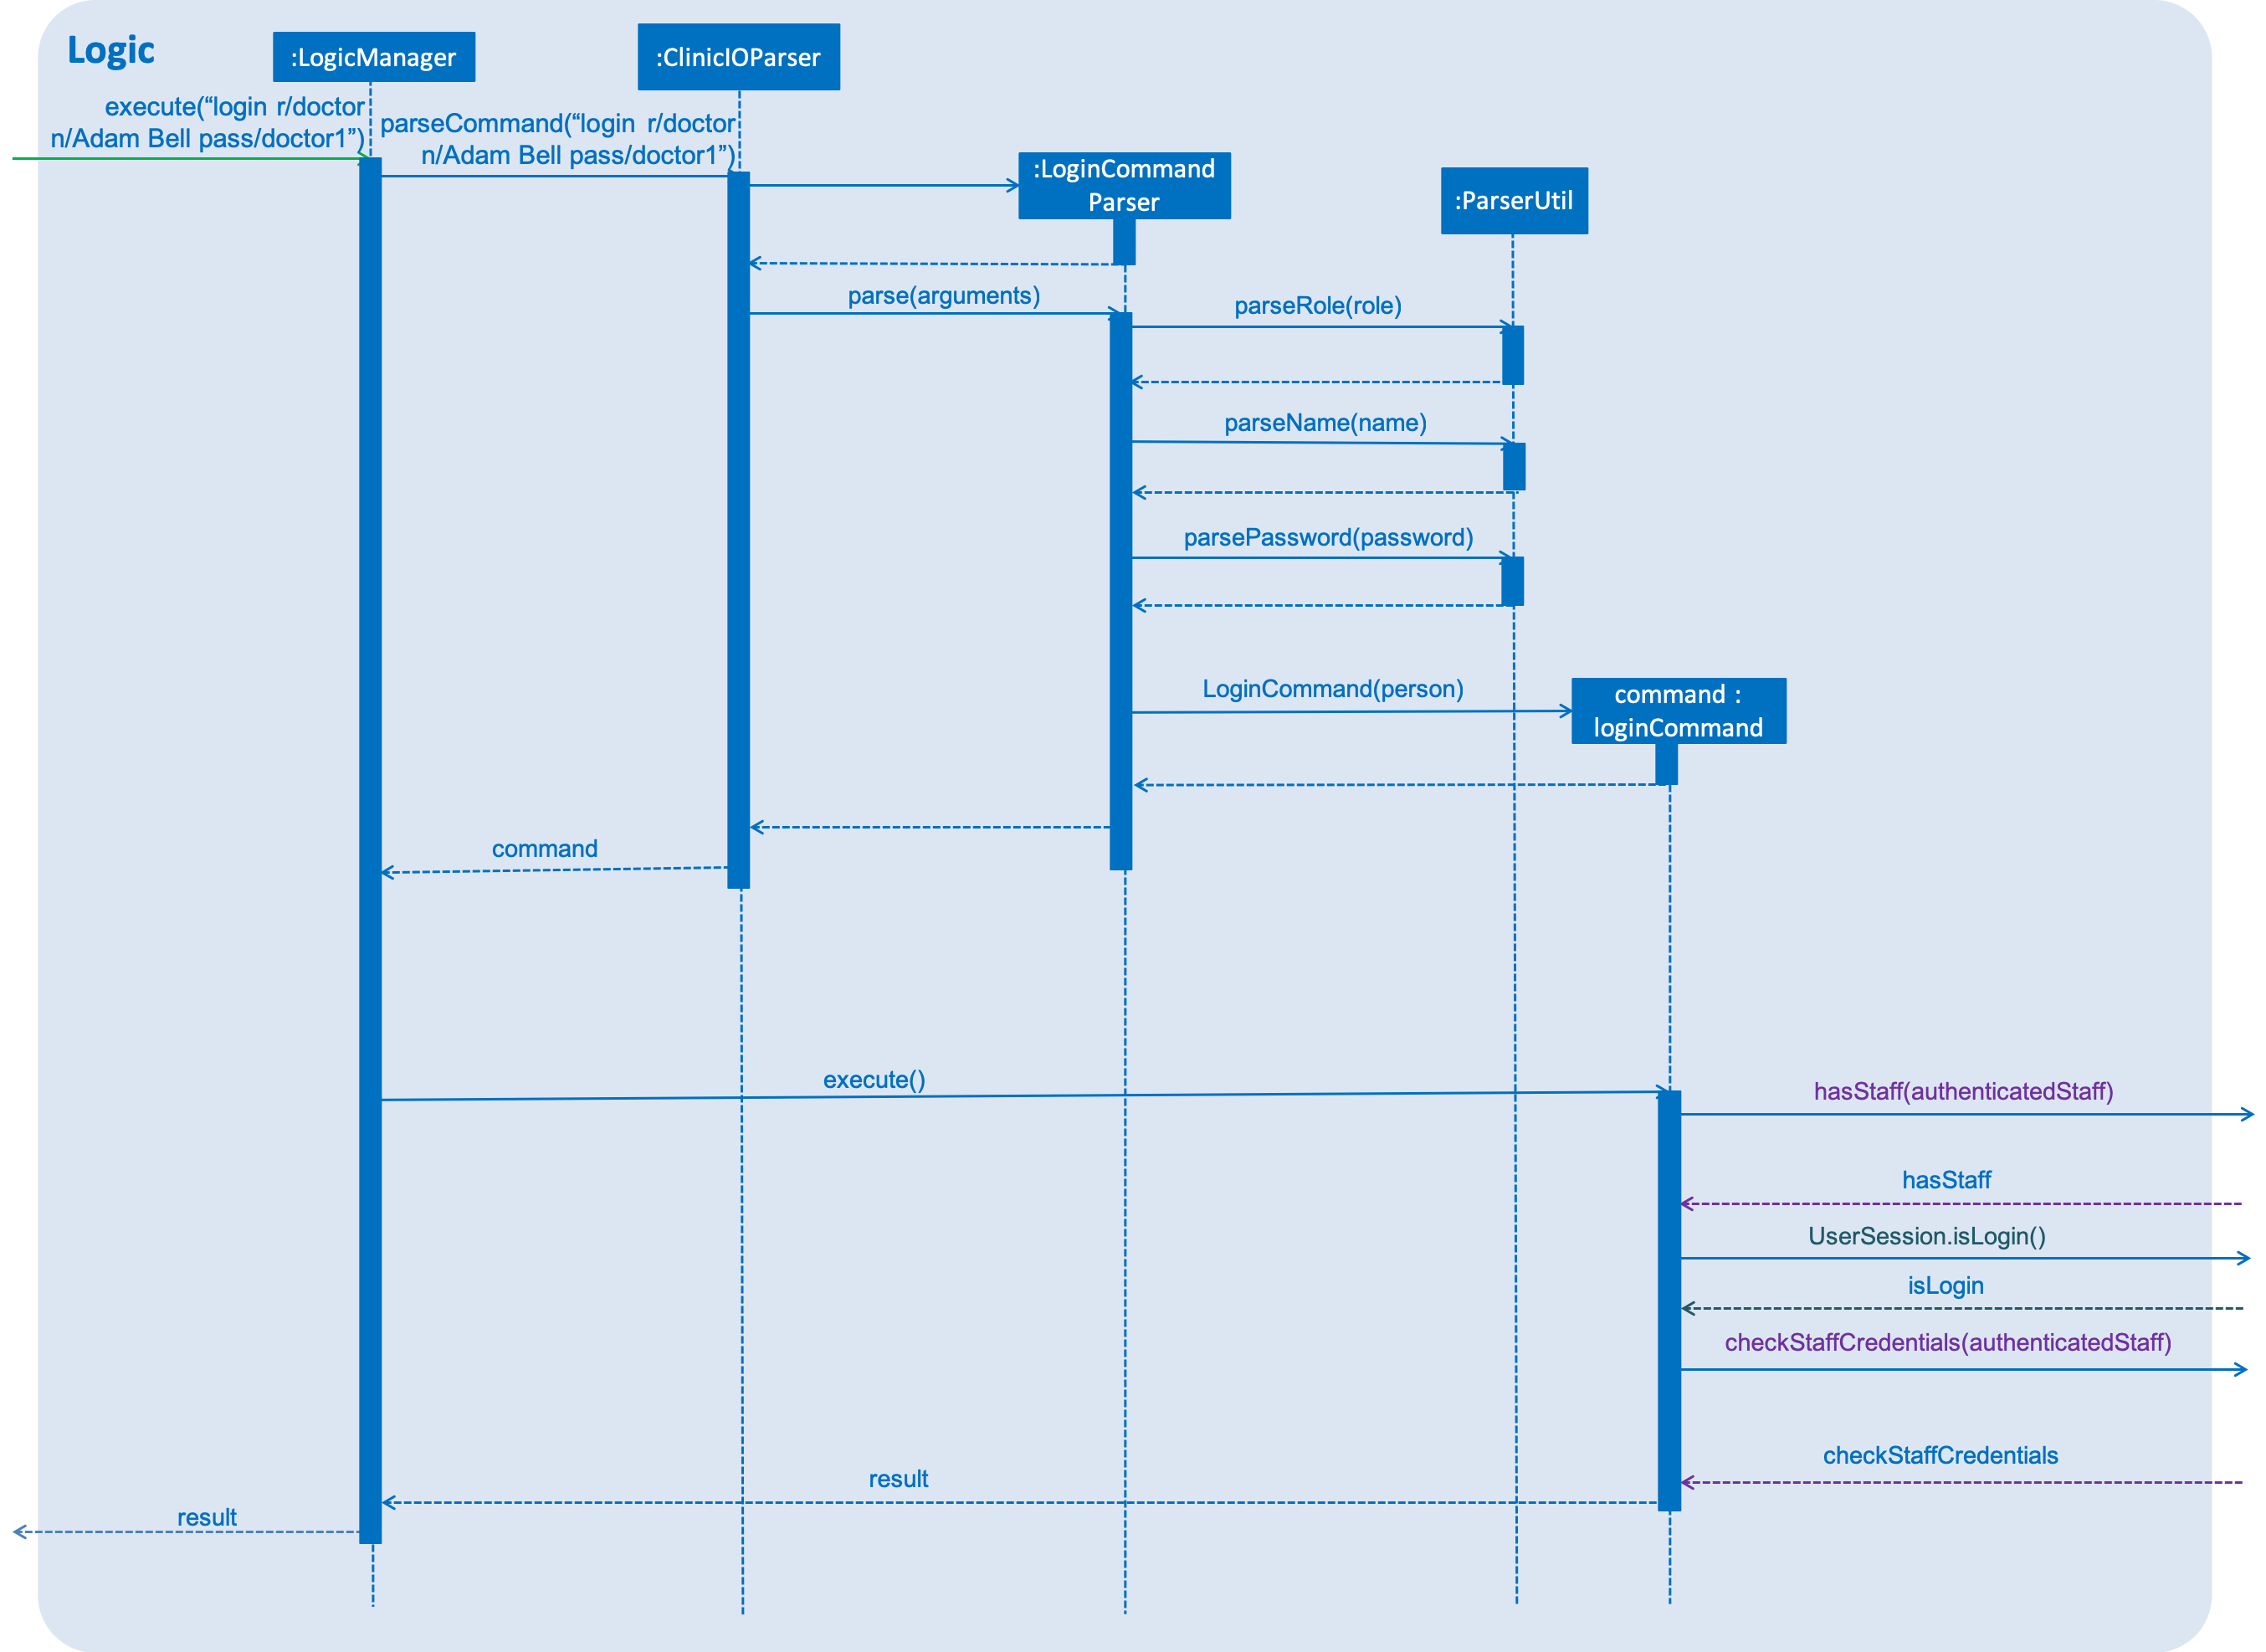 Logic
:LogicManager
:ClinicIOParser
execute(“login r/doctor
n/Adam Bell pass/doctor1”)
parseCommand(“login r/doctor
n/Adam Bell pass/doctor1”)
:LoginCommand
Parser
:ParserUtil
parse(arguments)
parseRole(role)
parseName(name)
parsePassword(password)
LoginCommand(person)
command :
loginCommand
command
execute()
hasStaff(authenticatedStaff)
hasStaff
UserSession.isLogin()
isLogin
checkStaffCredentials(authenticatedStaff)
checkStaffCredentials
result
result